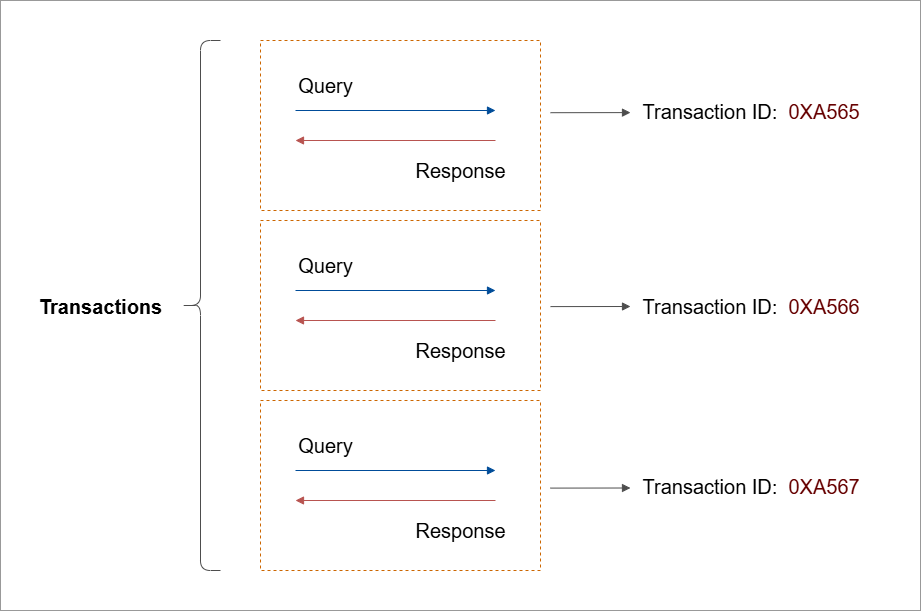 Query
Response
Transaction ID: 0XA565
Transactions
Query
Response
Transaction ID: 0XA566
Query
Response
Transaction ID: 0XA567